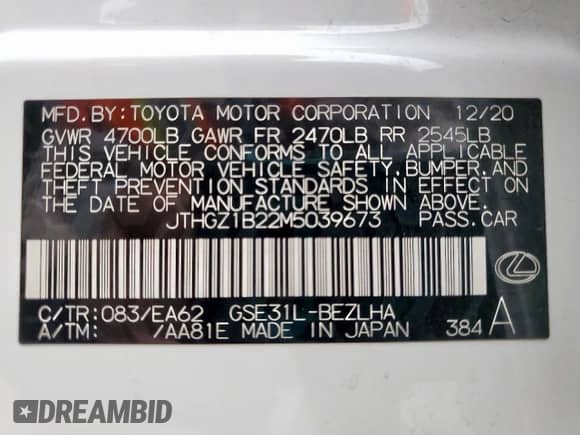 MFD.BY:TOYOTA MOTOR CORPORATION 12/20
GVWR 4700LB GAWR FR 2470LB RR 2545LB
THIS VEHICLE CONFORMS TO ALL APPLICABLE
FEDERAL MOTOR VEHICLE SAFETY,BUMPER,AND
THEFT PREVENTION STANDARDS IN EFFECT ON
THE DATE OF MANUFACTURE SHOWN ABOVE.
JTHGZ1B22M5039673 PASS.CAR
C/TR:083/EA62 GSE31L-BEZLHA
A/TM: /AA81E MADE IN JAPAN 384 A
DREAMBID